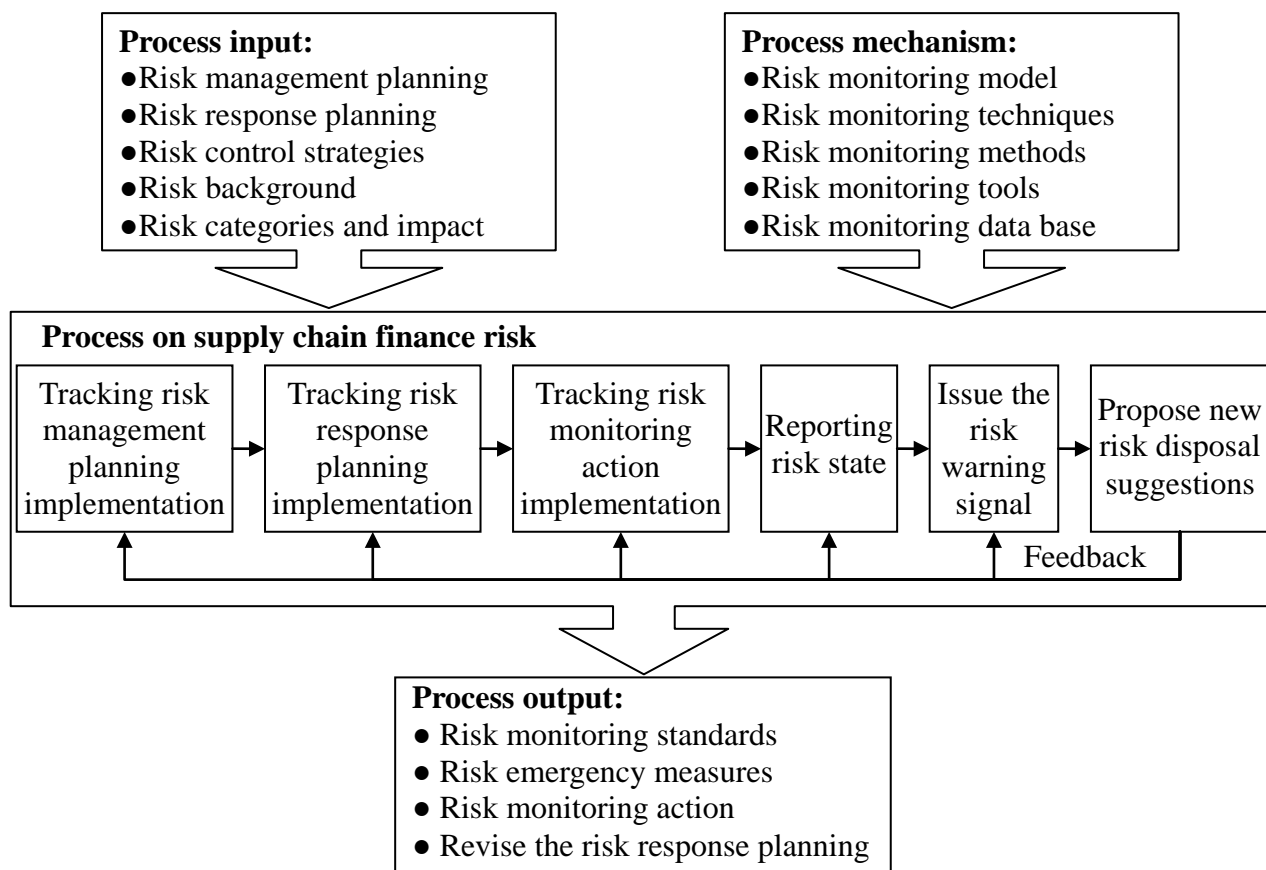 Process input:
●Risk management planning
●Risk response planning
●Risk control strategies
●Risk background
●Risk categories and impact
Process mechanism:
●Risk monitoring model
●Risk monitoring techniques
●Risk monitoring methods
●Risk monitoring tools
●Risk monitoring data base
Process on supply chain finance risk
Tracking risk
management
planning
implementation
Tracking risk
response
planning
implementation
Tracking risk
monitoring
action
implementation
Reporting
risk state
Issue the
risk
warning
signal
Propose new
risk disposal
suggestions
Feedback
Process output:
● Risk monitoring standards
● Risk emergency measures
● Risk monitoring action
● Revise the risk response planning